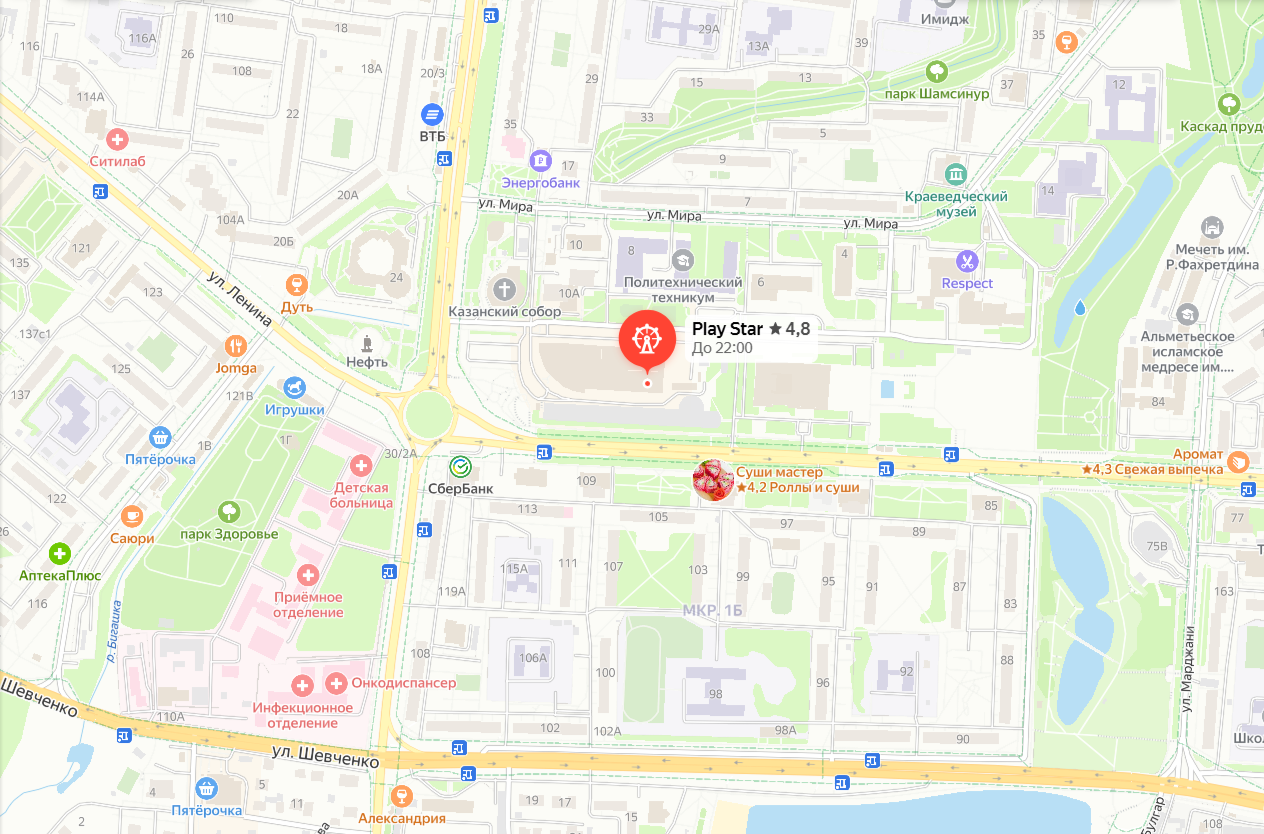 110
116А
26
108
18А
20/3
114А
22
ВТБ
Ситилаб
20А
104А
20Б
121
135
123
24
ул. Ленина
Дуть
137с1
125
Jomga
Нефть
121В
Игрушки
137
1В
1Г
Пятёрочка
30/2А
122
Саюри
парк Здоровье
Детская
больница
26
АптекаПлюс
116
Приёмное
отделение
р. Бигашка
Онкодиспансер
Инфекционное
отделение
110А
Шевченко
ул. Шевченко
Пятёрочка
4
5
11
2
Александрия
29А
13А
Имидж
39
35
29
15
13
парк Шамсинур
37
12
33
35
5
Каскад пруд
17
Энергобанк
9
Краеведческий
музей
14
7
ул. Мира
ул. Мира
ул. Мира
10
8
4
Мечеть им.
Р.Фахретдина
Respect
10А
Политехнический
техникум
6
Казанский собор
Play Star ★ 4,8
До 22:00
Альметьевское
исламское
медресе им....
84
Аромат
★4,3 Свежая выпечка
СберБанк
109
Суши мастер
★4,2 Роллы и суши
113
105
97
89
85
77
75В
115А
111
107
103
99
95
91
87
83
119А
163
МКР. 1Б
106А
108
100
98
96
92
88
ул. Марджани
102
102А
98А
90
19
17
108